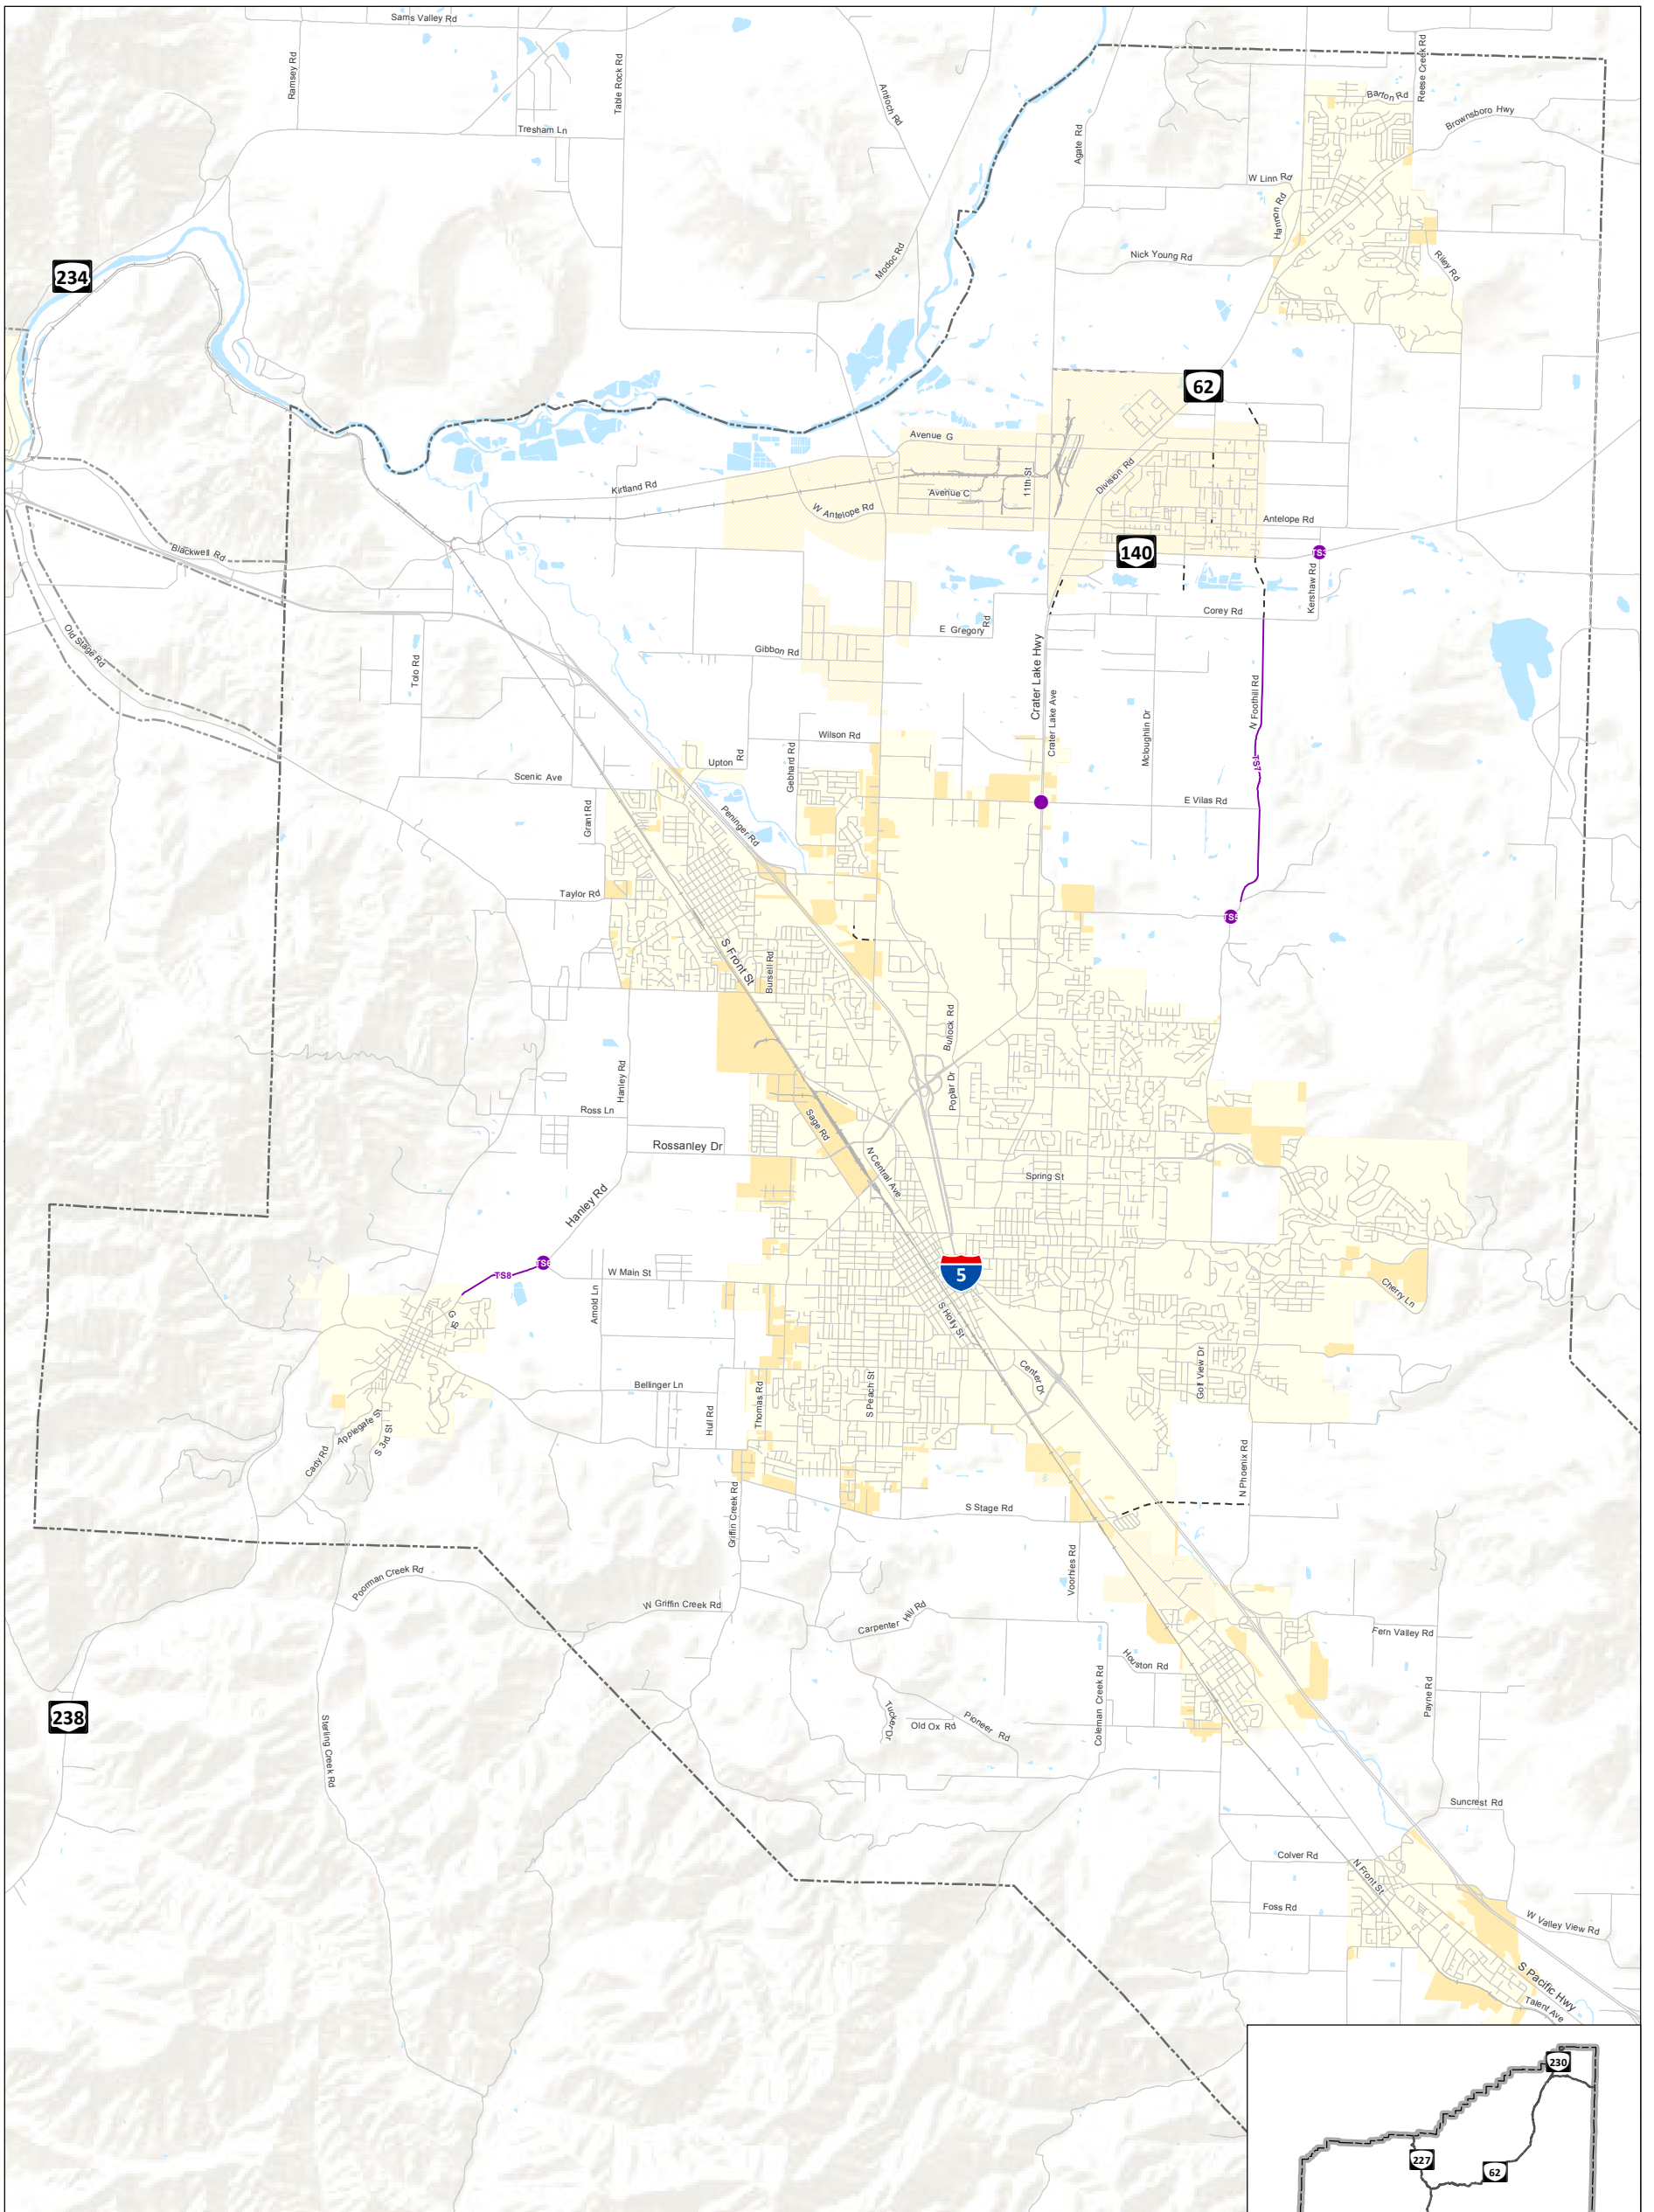 Sams Valley Rd
Ramsey Rd
Table Rock Rd
Antioch Rd
Tresham Ln
Agate Rd
Reese Creek Rd
Barton Rd
Brownsboro Hwy
W Linn Rd
Hannon Rd
Nick Young Rd
Riley Rd
Modoc Rd
234
62
Avenue G
Kirtland Rd
Avenue C
11th St
Division Rd
W Antelope Rd
Antelope Rd
140
Blackwell Rd
Kershaw Rd
Corey Rd
E Gregory Rd
Old Stage Rd
Tolo Rd
Gibbon Rd
Crater Lake Hwy
Crater Lake Ave
N Foothill Rd
Mcloughlin Dr
TS7
Wilson Rd
Upton Rd
Gebhard Rd
Scenic Ave
Grant Rd
Peninger Rd
E Vilas Rd
Taylor Rd
TS5
S Front St
Bursell Rd
Bullock Rd
Hanley Rd
Poplar Dr
Ross Ln
Sage Rd
Rossanley Dr
N Central Ave
Spring St
Hanley Rd
TS6
TS8
W Main St
5
Cherry Ln
Arnold Ln
G St
S Holly St
Center Dr
Golf View Dr
Bellinger Ln
Thomas Rd
S Peach St
Hull Rd
Applegate St
S 3rd St
Cady Rd
N Phoenix Rd
Griffin Creek Rd
S Stage Rd
Voorhies Rd
Poorman Creek Rd
W Griffin Creek Rd
Carpenter Hill Rd
Fern Valley Rd
Houston Rd
Coleman Creek Rd
Payne Rd
238
Sterling Creek Rd
Tucker Dr
Old Ox Rd
Pioneer Rd
Suncrest Rd
Colver Rd
N Front St
Foss Rd
W Valley View Rd
S Pacific Hwy
Talent Ave
230
227
62